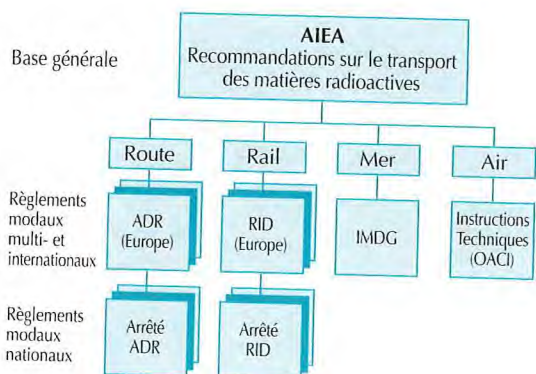 AIEA
Recommandations sur le transport
des matières radioactives
Base générale
Route
Rail
Mer
Air
Règlements
modaux
multi- et
internationaux
ADR
(Europe)
RID
(Europe)
IMDG
Instructions
Techniques
(OACI)
Règlements
modaux
nationaux
Arrêté
ADR
Arrêté
RID